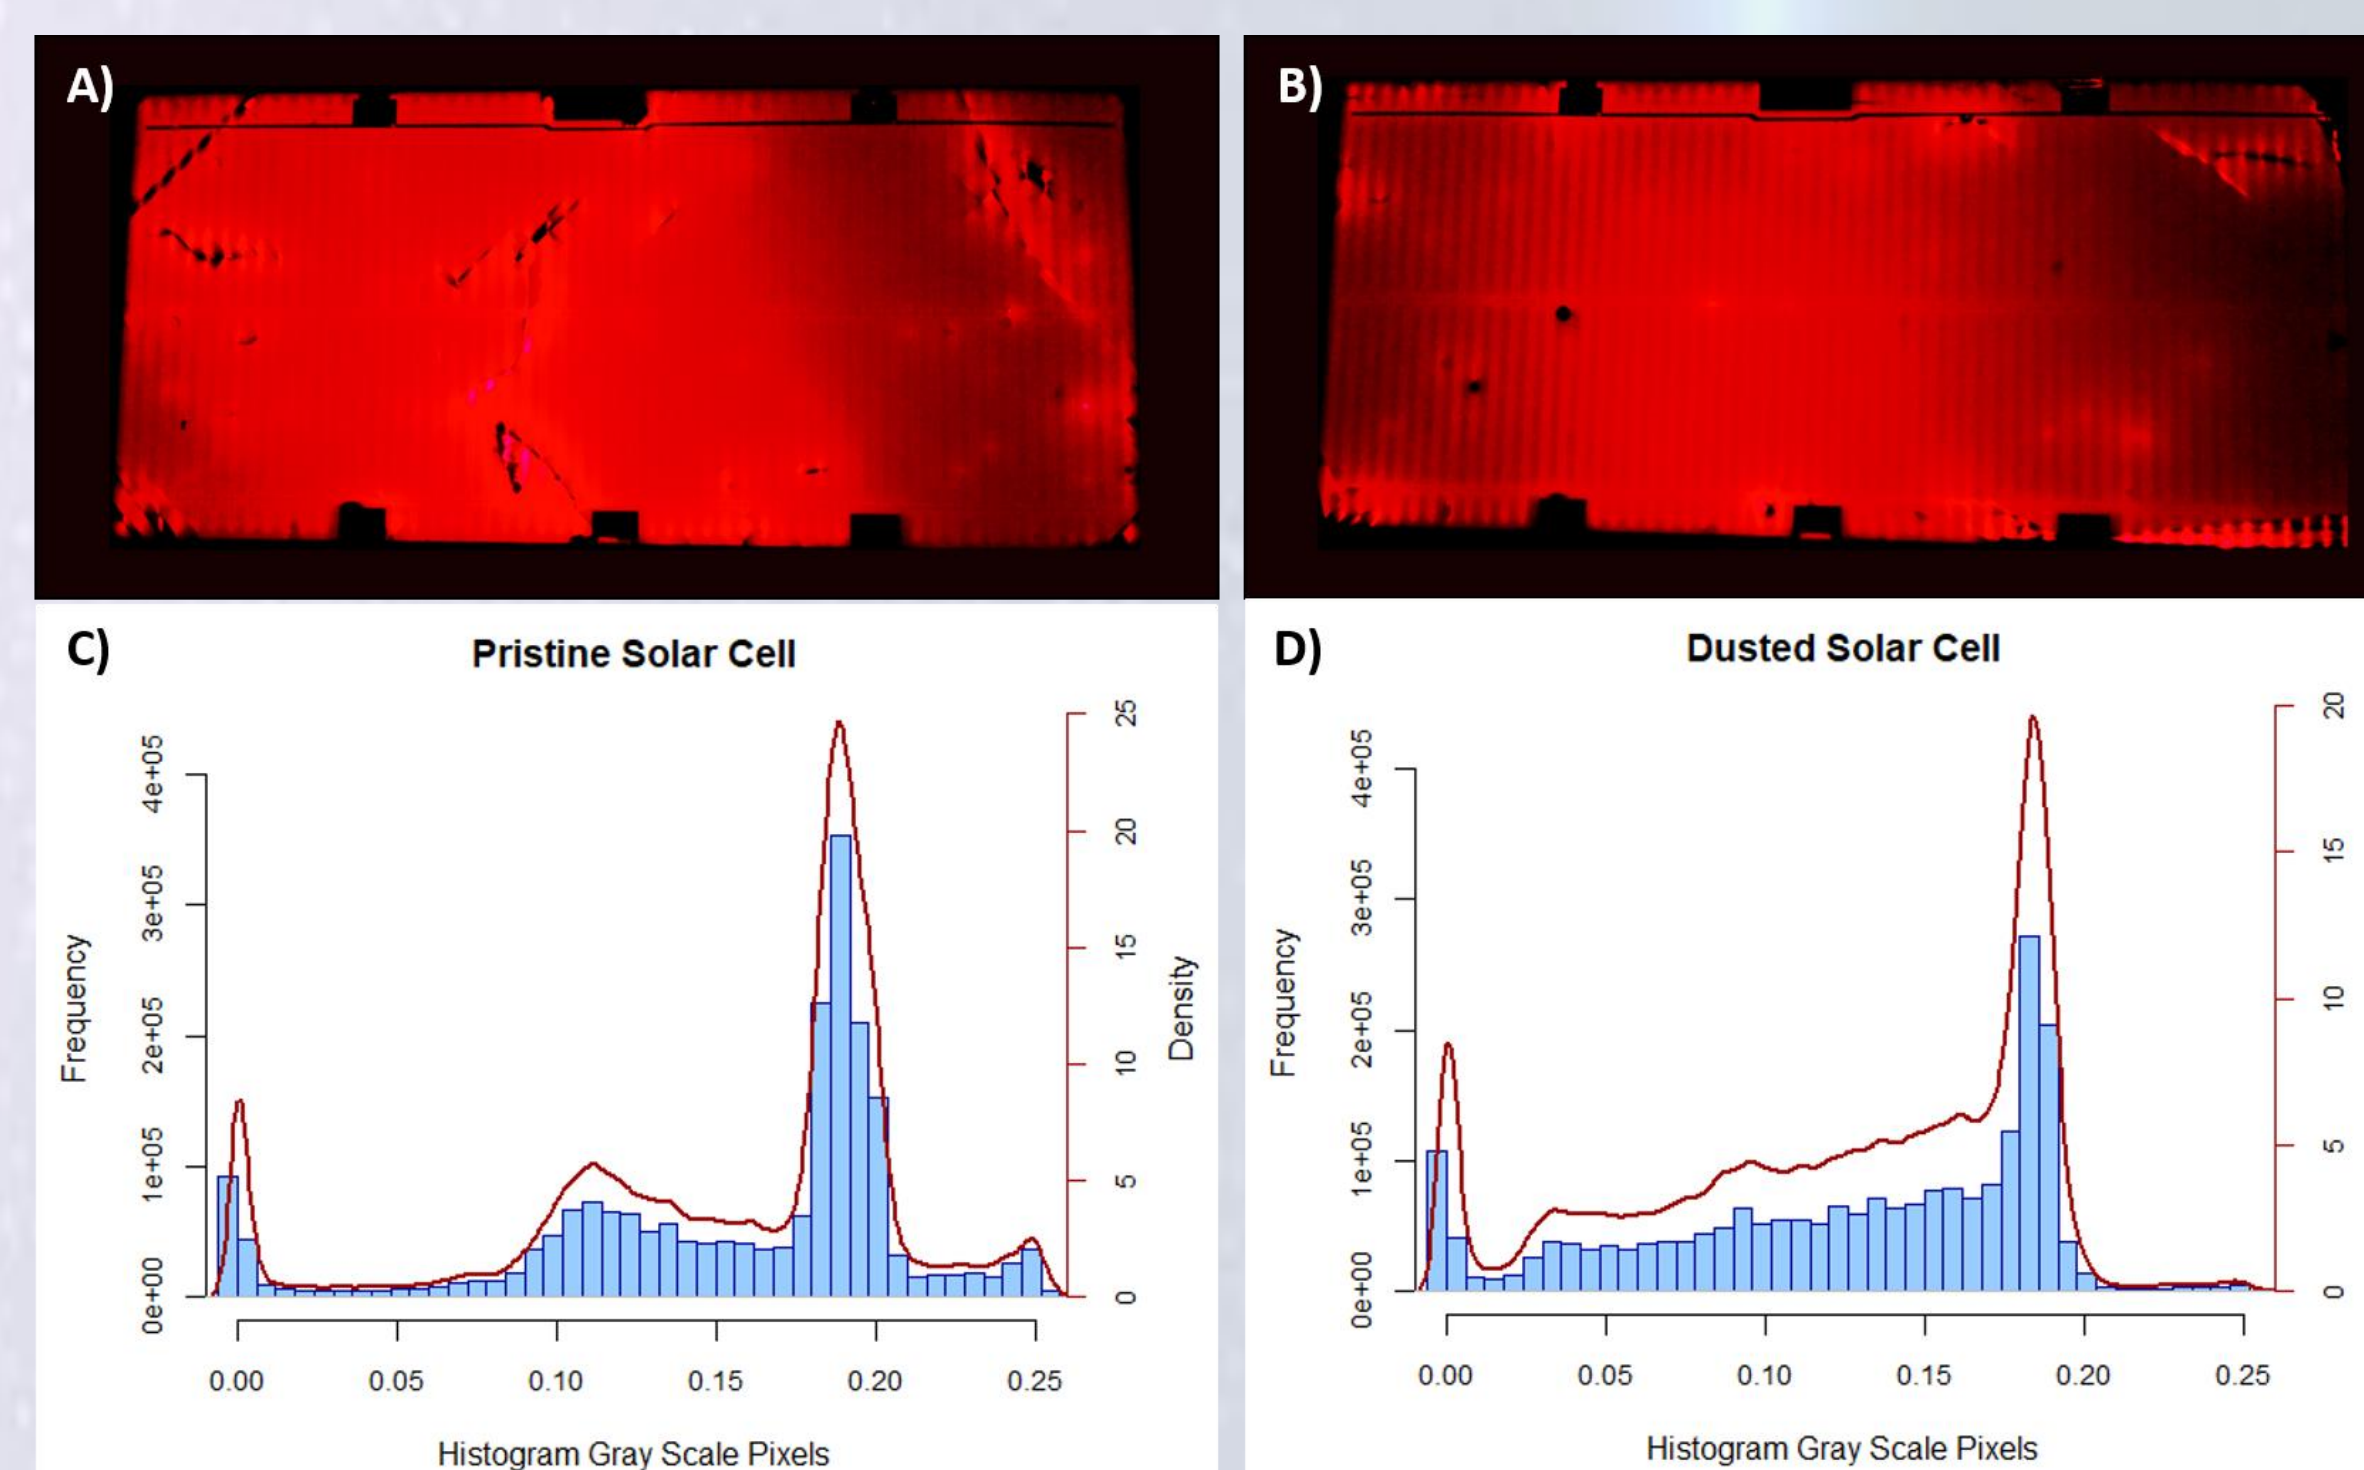 A)
B)
C)
Pristine Solar Cell
Frequency
0e+00 1e+05 2e+05 3e+05 4e+05
0 5 10 15 20 25
Density
0.00 0.05 0.10 0.15 0.20 0.25
Histogram Gray Scale Pixels
D)
Dusted Solar Cell
Frequency
0e+00 1e+05 2e+05 3e+05 4e+05
0 5 10 15 20
0.00 0.05 0.10 0.15 0.20 0.25
Histogram Gray Scale Pixels